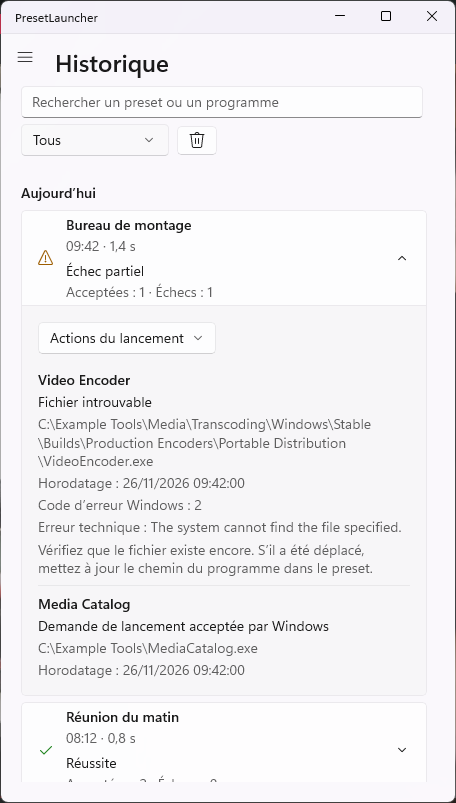 PresetLauncher
Historique
Rechercher un preset ou un programme
Tous
Aujourd’hui
Bureau de montage
09:42 · 1,4 s
Échec partiel
Acceptées : 1 · Échecs : 1
Actions du lancement
Video Encoder
Fichier introuvable
C:\Example Tools\Media\Transcoding\Windows\Stable
\Builds\Production Encoders\Portable Distribution
\VideoEncoder.exe
Horodatage : 26/11/2026 09:42:00
Code d’erreur Windows : 2
Erreur technique : The system cannot find the file specified.
Vérifiez que le fichier existe encore. S’il a été déplacé,
mettez à jour le chemin du programme dans le preset.
Media Catalog
Demande de lancement acceptée par Windows
C:\Example Tools\MediaCatalog.exe
Horodatage : 26/11/2026 09:42:00
Réunion du matin
08:12 · 0,8 s
Réussite